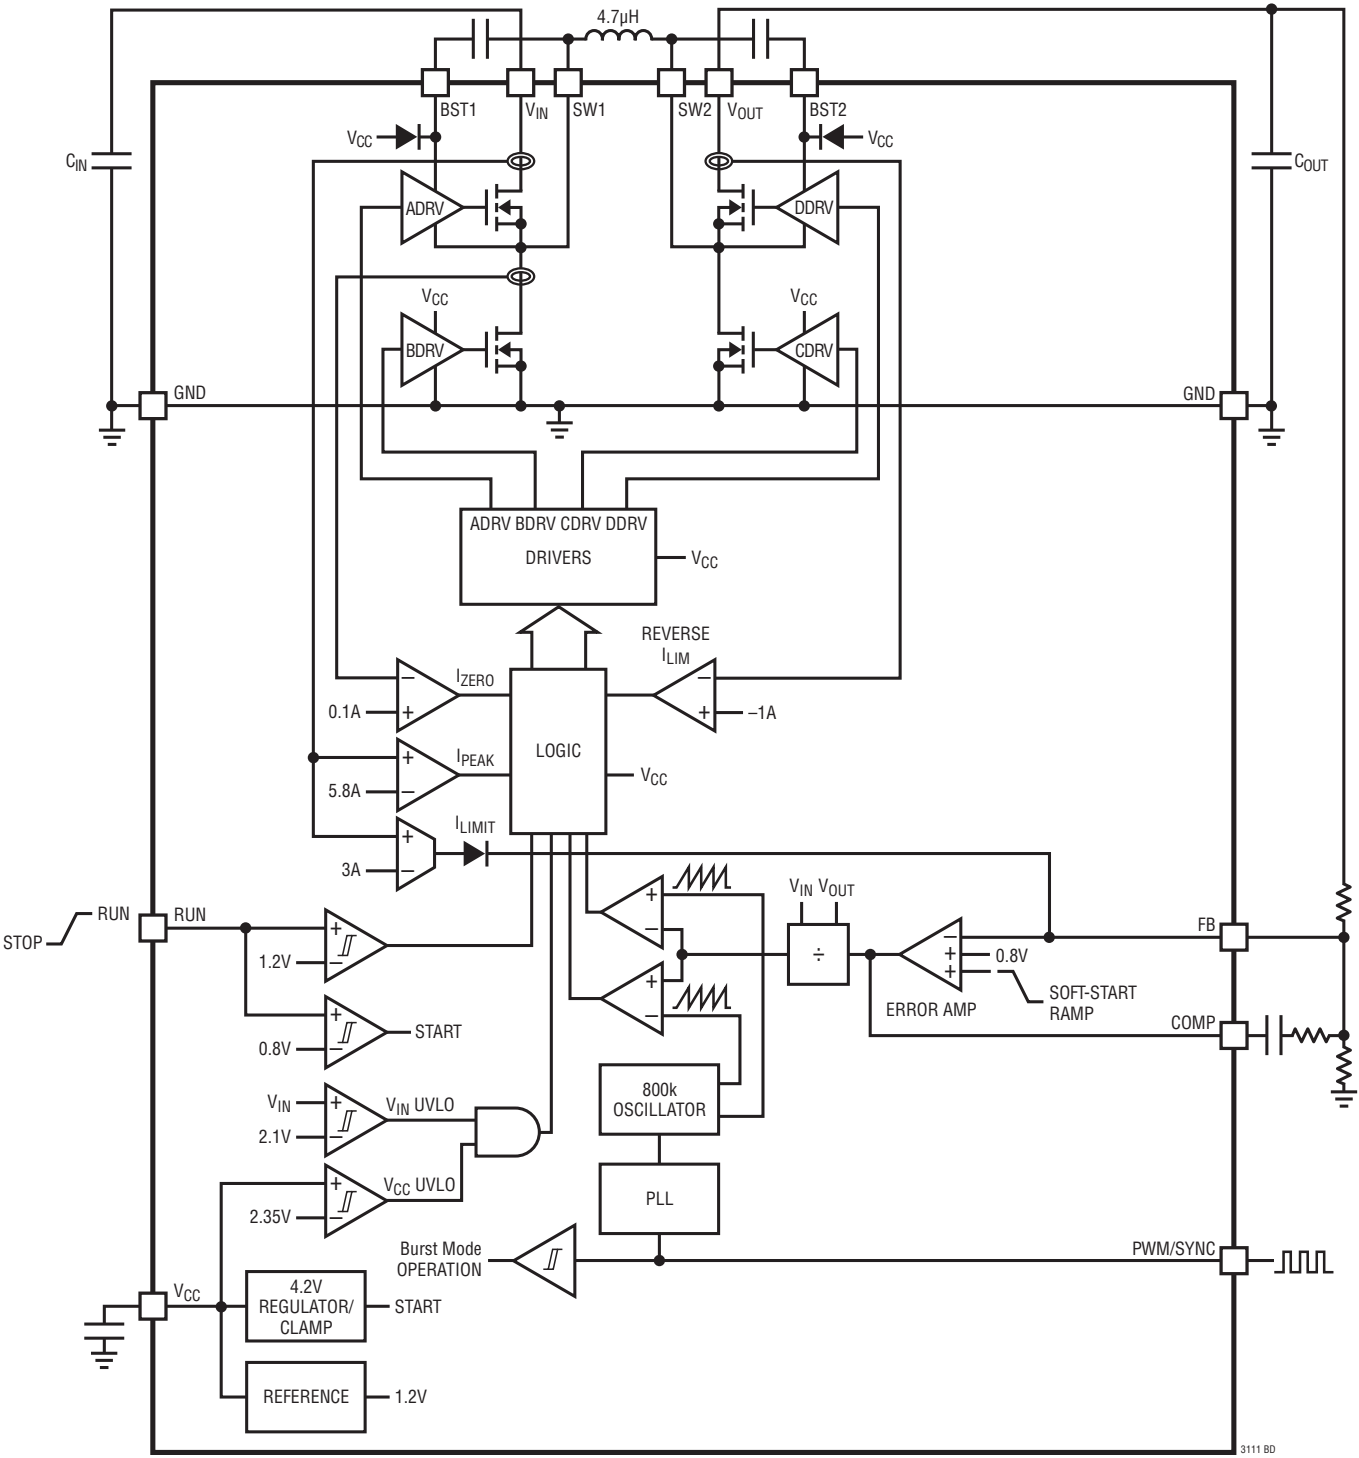 4.7µH
BST1
VIN
SW1
SW2
VOUT
BST2
VCC
VCC
CIN
COUT
ADRV
DDRV
VCC
VCC
BDRV
CDRV
GND
GND
ADRV BDRV CDRV DDRV
DRIVERS
VCC
REVERSE
ILIM
IZERO
–
–
0.1A
+
+
–1A
LOGIC
IPEAK
+
VCC
5.8A
–
ILIMIT
+
3A
–
STOP
RUN
RUN
+
1.2V
–
+
–
VIN VOUT
÷
FB
–
+
0.8V
+
ERROR AMP
SOFT-START
RAMP
COMP
+
–
+
0.8V
–
START
800k
OSCILLATOR
VIN
+
VIN UVLO
2.1V
–
VCC UVLO
+
2.35V
–
PLL
Burst Mode
OPERATION
PWM/SYNC
VCC
4.2V
REGULATOR/
CLAMP
START
REFERENCE
1.2V
3111 BD